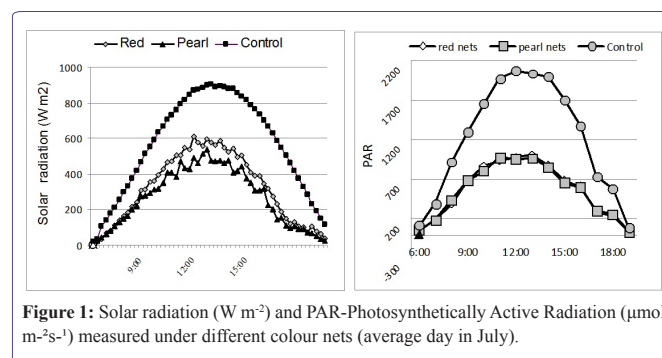 Red Pearl Control
Solar radiation (W m2)
1000
800
600
400
200
0
9:00
12:00
15:00
red nets pearl nets Control
PAR
2200
1700
1200
700
200
-300
6:00 9:00 12:00 15:00 18:00
Figure 1: Solar radiation (W m-2) and PAR-Photosynthetically Active Radiation (μmol
m-²s-¹) measured under different colour nets (average day in July).